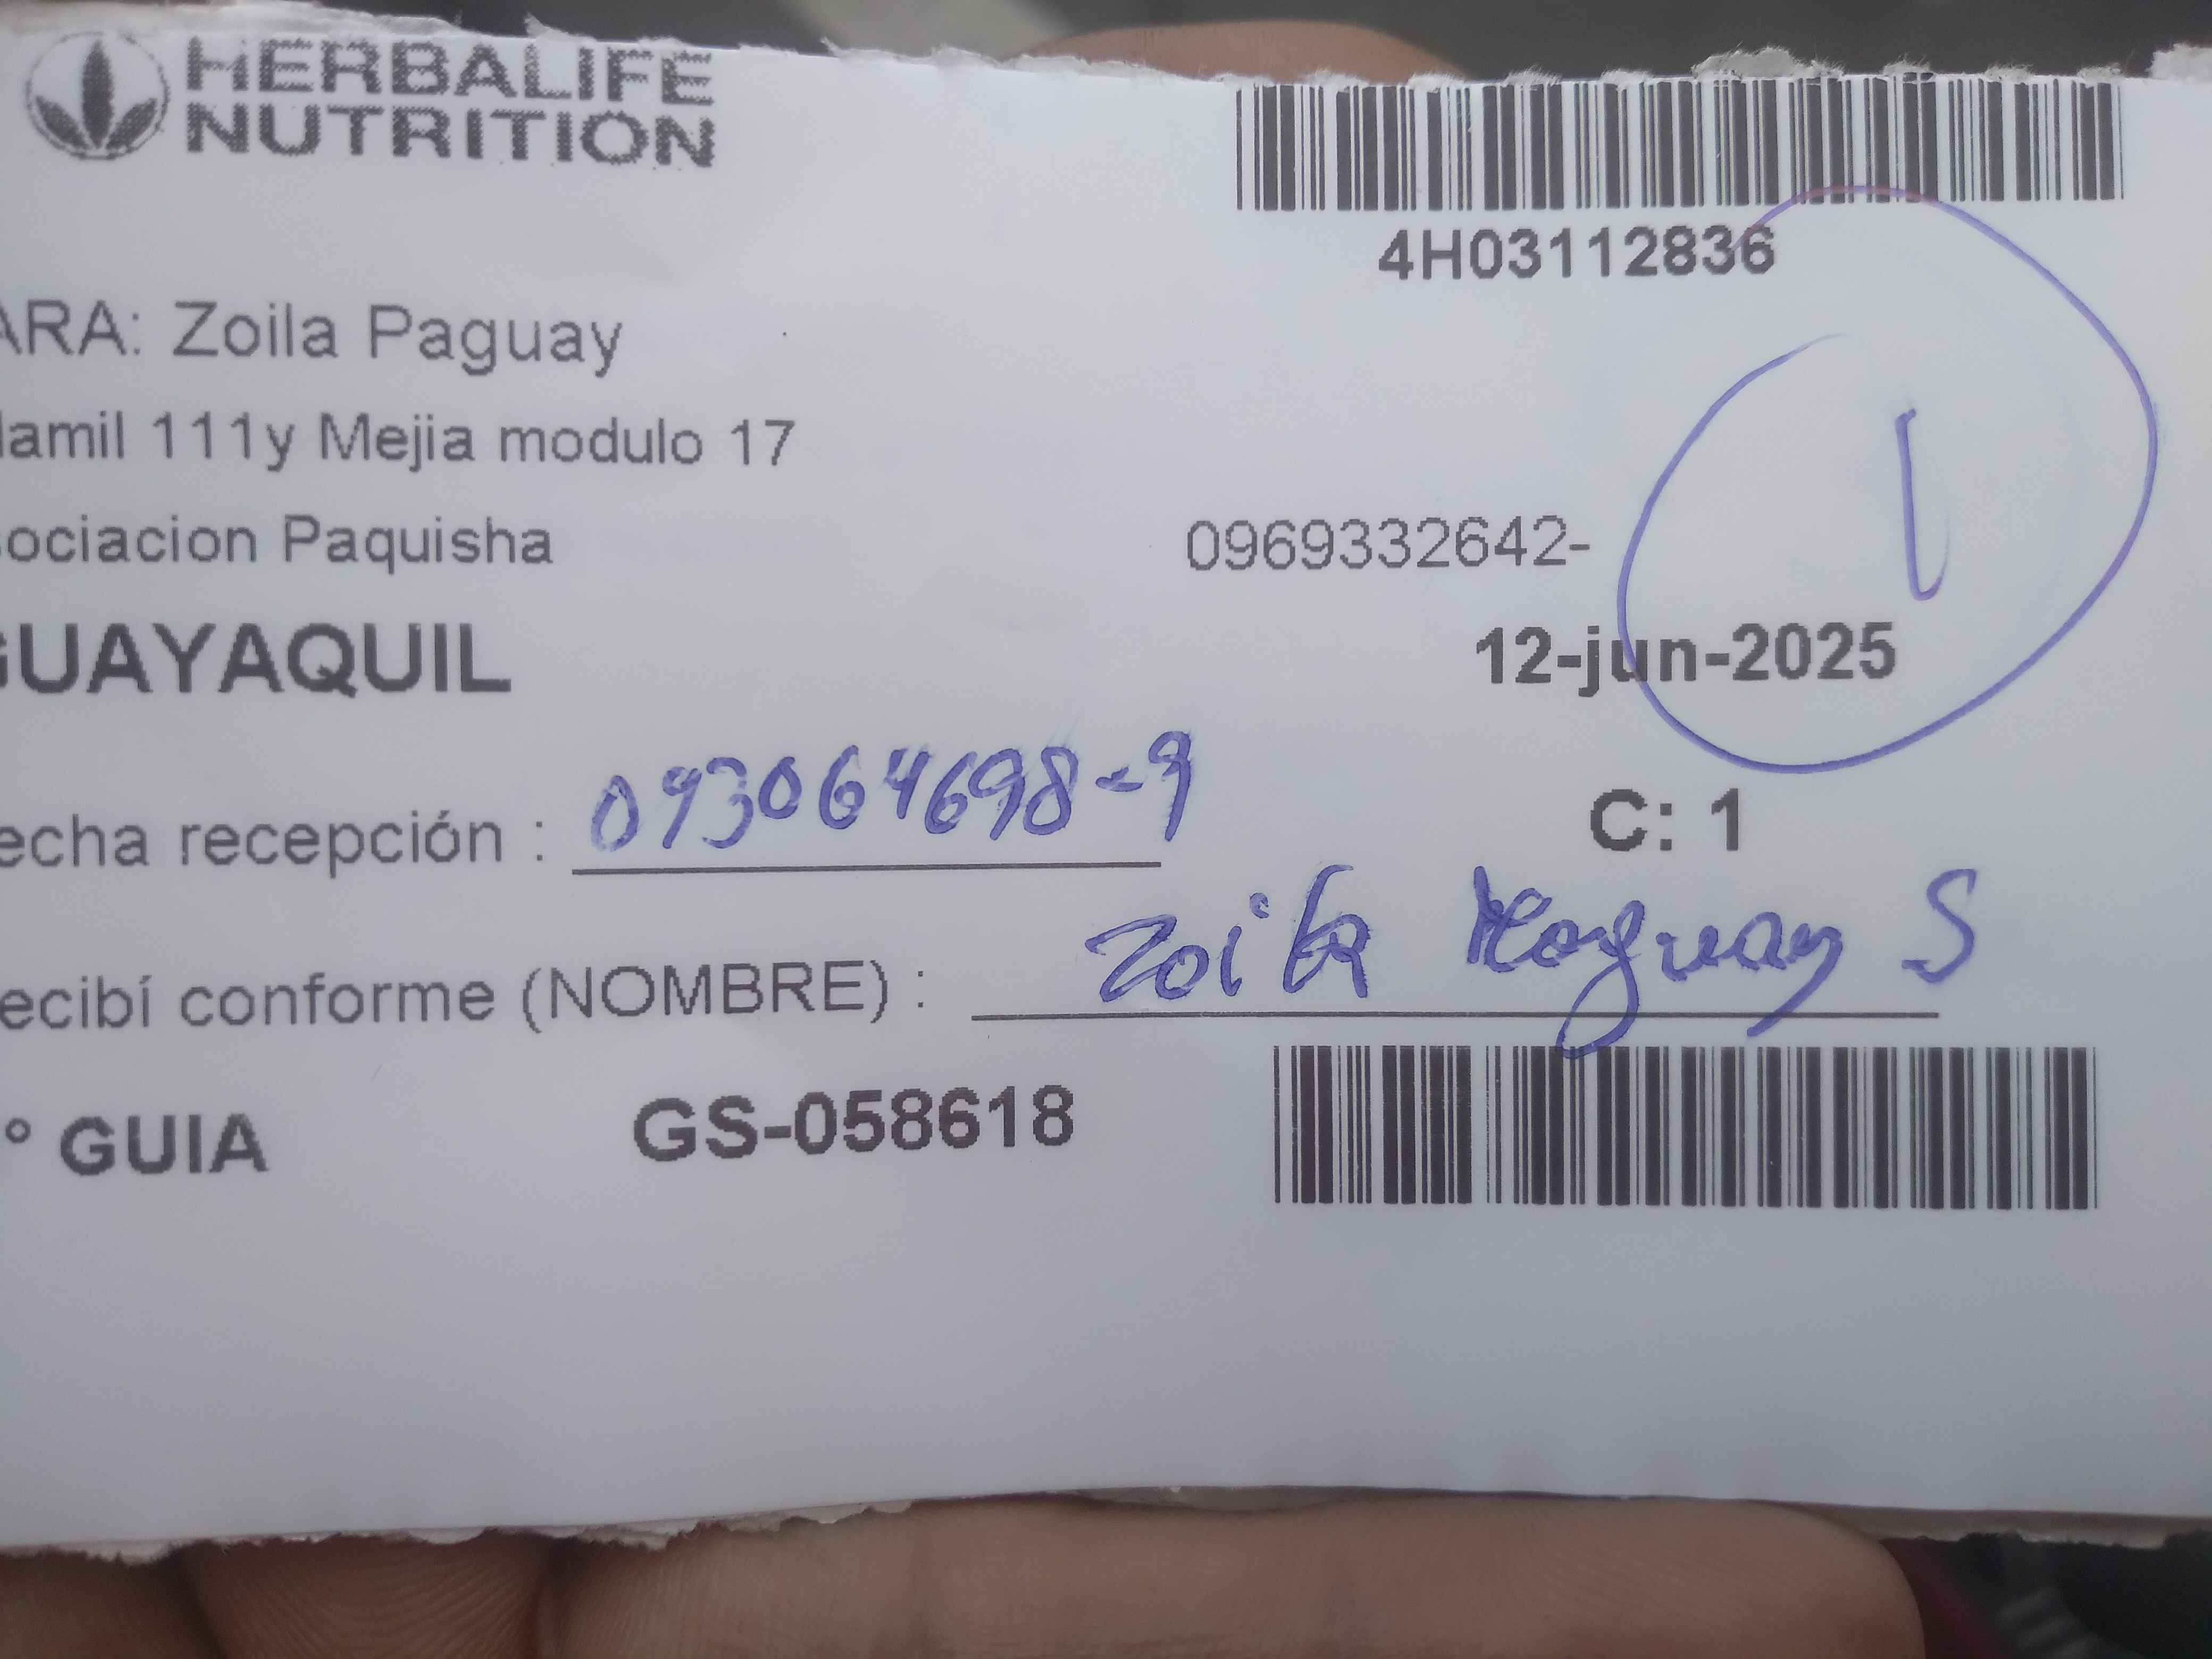 HERBALIFE
NUTRITION
4H03112836
ARA: Zoila Paguay
lamil 111y Mejia modulo 17
1
ociacion Paquisha 0969332642-
GUAYAQUIL 12-jun-2025
echa recepción : 093064698-9 C: 1
ecibí conforme (NOMBRE) : Zoila Paguay S
° GUIA GS-058618